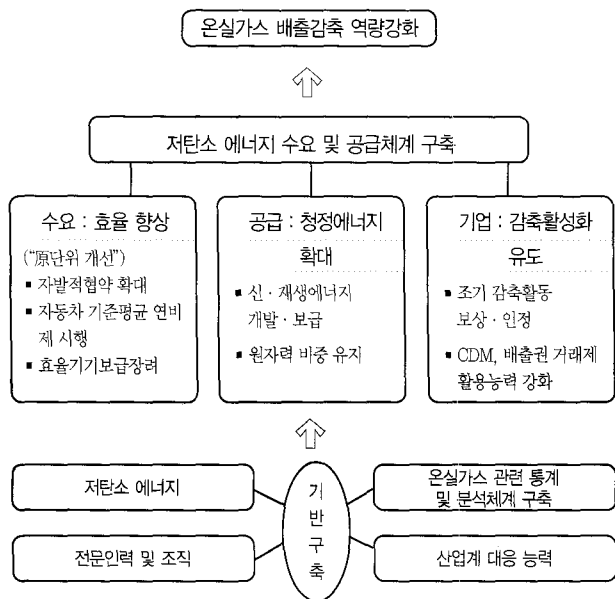 온실가스 배출감축 역량강화
저탄소 에너지 수요 및 공급체계 구축
수요 : 효율 향상
("原단위 개선")
▪ 자발적협약 확대
▪ 자동차 기준평균 연비
제 시행
▪ 효율기기보급장려
공급 : 청정에너지
확대
▪ 신 · 재생에너지
개발 · 보급
▪ 원자력 비중 유지
기업 : 감축활성화
유도
▪ 조기 감축활동
보상 · 인정
▪ CDM, 배출권 거래제
활용능력 강화
저탄소 에너지
전문인력 및 조직
기
반
구
축
온실가스 관련 통계
및 분석체계 구축
산업계 대응 능력